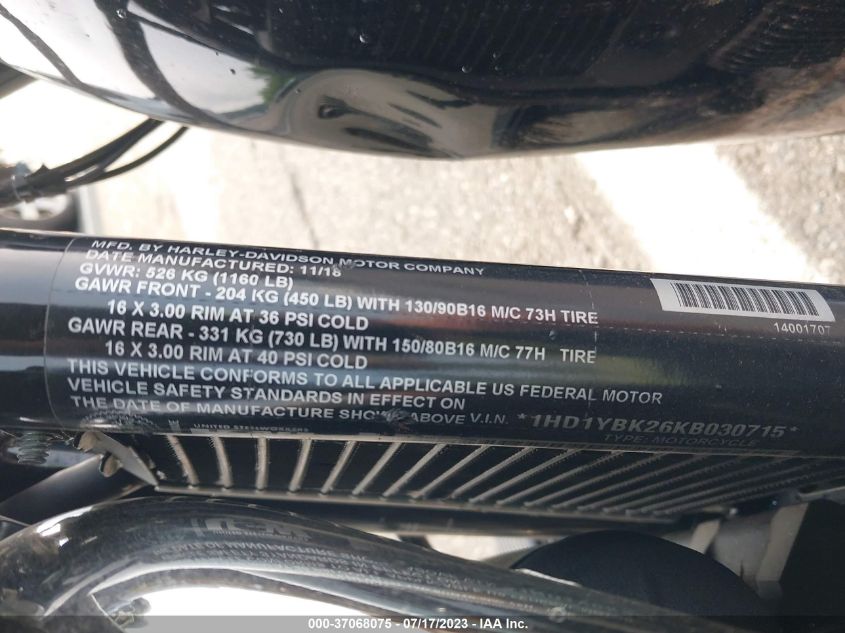 MFD. BY HARLEY-DAVIDSON MOTOR COMPANY
DATE MANUFACTURED: 11/18
GVWR: 526 KG (1160 LB)
GAWR FRONT - 204 KG (450 LB) WITH 130/90B16 M/C 73H TIRE
16 X 3.00 RIM AT 36 PSI COLD
GAWR REAR - 331 KG (730 LB) WITH 150/80B16 M/C 77H TIRE
16 X 3.00 RIM AT 40 PSI COLD
THIS VEHICLE CONFORMS TO ALL APPLICABLE US FEDERAL MOTOR
VEHICLE SAFETY STANDARDS IN EFFECT ON
THE DATE OF MANUFACTURE SHOWN ABOVE V.I.N. *1HD1YBK26KB030715*
TYPE: MOTORCYCLE
14001707
UNITED STEELWORKERS
000-37068075 - 07/17/2023 - IAA Inc.